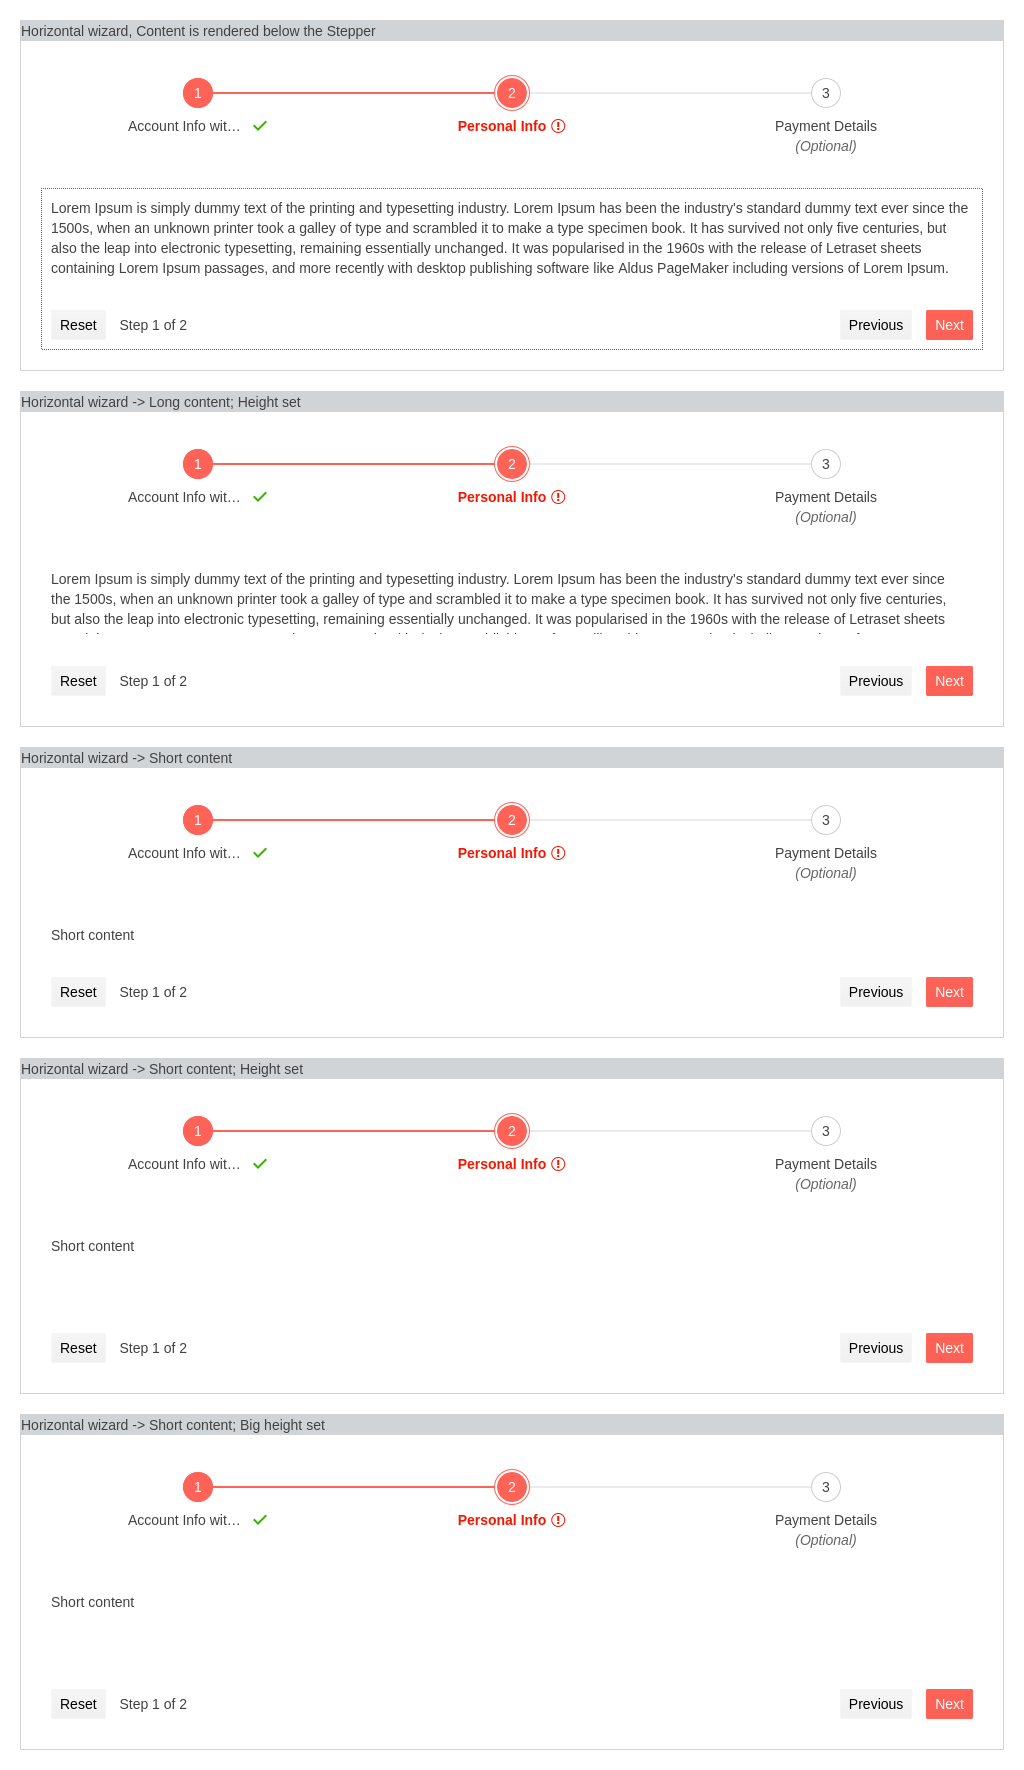 Horizontal wizard, Content is rendered below the Stepper
1 2 3
Account Info wit… Personal Info Payment Details
(Optional)
Lorem Ipsum is simply dummy text of the printing and typesetting industry. Lorem Ipsum has been the industry's standard dummy text ever since the
1500s, when an unknown printer took a galley of type and scrambled it to make a type specimen book. It has survived not only five centuries, but
also the leap into electronic typesetting, remaining essentially unchanged. It was popularised in the 1960s with the release of Letraset sheets
containing Lorem Ipsum passages, and more recently with desktop publishing software like Aldus PageMaker including versions of Lorem Ipsum.
Reset Step 1 of 2 Previous Next
Horizontal wizard -> Long content; Height set
1 2 3
Account Info wit… Personal Info Payment Details
(Optional)
Lorem Ipsum is simply dummy text of the printing and typesetting industry. Lorem Ipsum has been the industry's standard dummy text ever since
the 1500s, when an unknown printer took a galley of type and scrambled it to make a type specimen book. It has survived not only five centuries,
but also the leap into electronic typesetting, remaining essentially unchanged. It was popularised in the 1960s with the release of Letraset sheets
Reset Step 1 of 2 Previous Next
Horizontal wizard -> Short content
1 2 3
Account Info wit… Personal Info Payment Details
(Optional)
Short content
Reset Step 1 of 2 Previous Next
Horizontal wizard -> Short content; Height set
1 2 3
Account Info wit… Personal Info Payment Details
(Optional)
Short content
Reset Step 1 of 2 Previous Next
Horizontal wizard -> Short content; Big height set
1 2 3
Account Info wit… Personal Info Payment Details
(Optional)
Short content
Reset Step 1 of 2 Previous Next